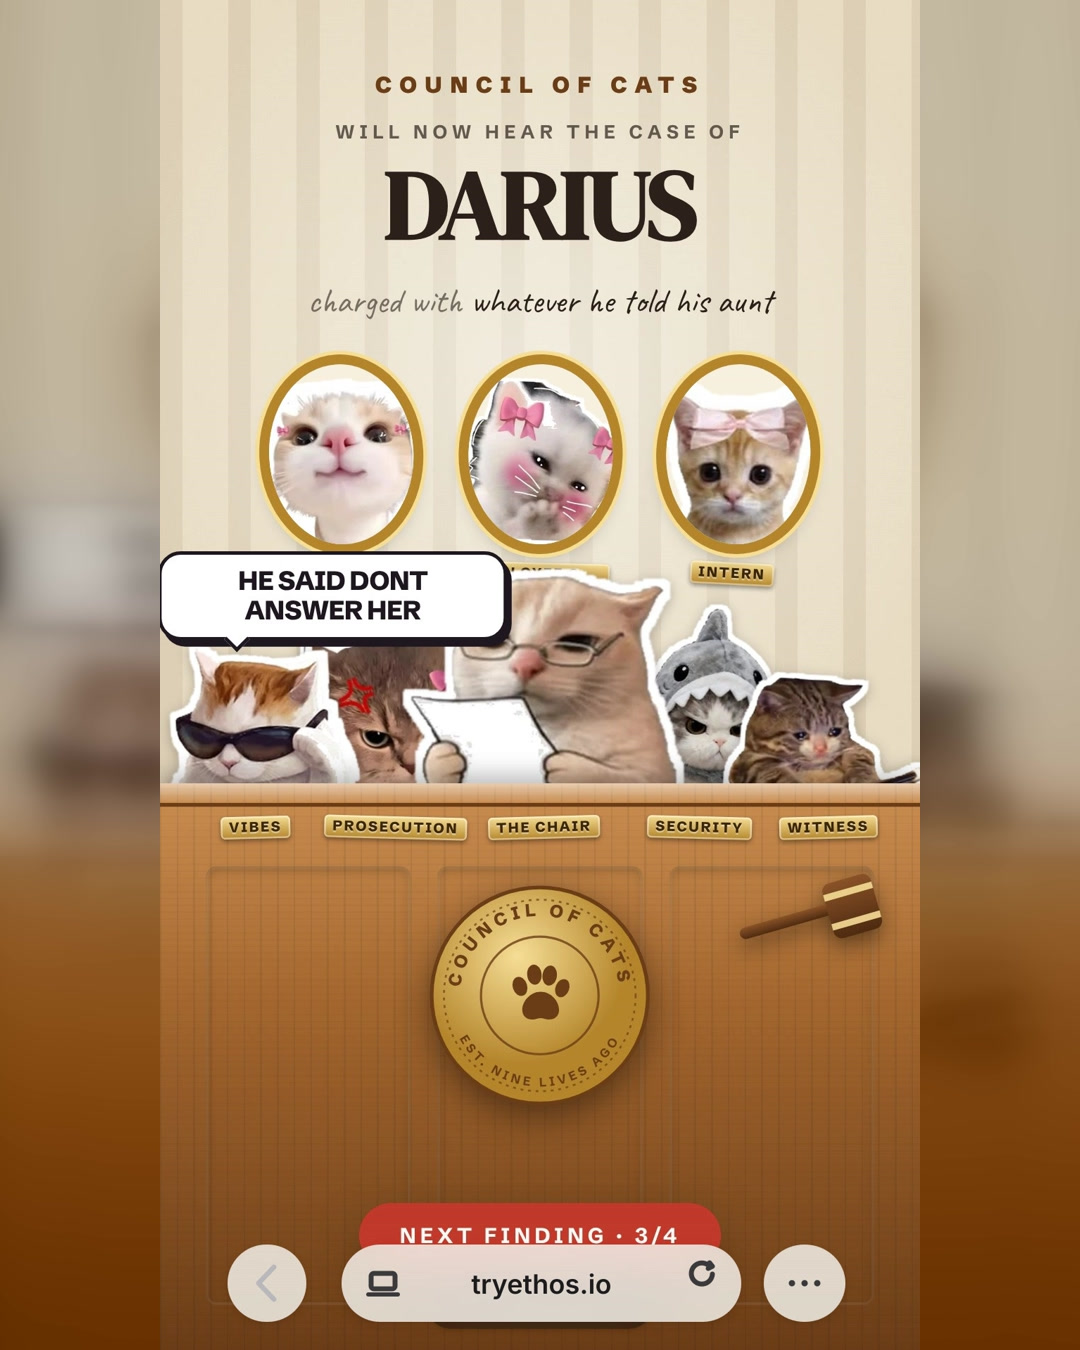 COUNCIL OF CATS
WILL NOW HEAR THE CASE OF
DARIUS
charged with whatever he told his aunt
INTERN
HE SAID DONT
ANSWER HER
VIBES
PROSECUTION
THE CHAIR
SECURITY
WITNESS
COUNCIL OF CATS
EST. NINE LIVES AGO
NEXT FINDING · 3/4
tryethos.io